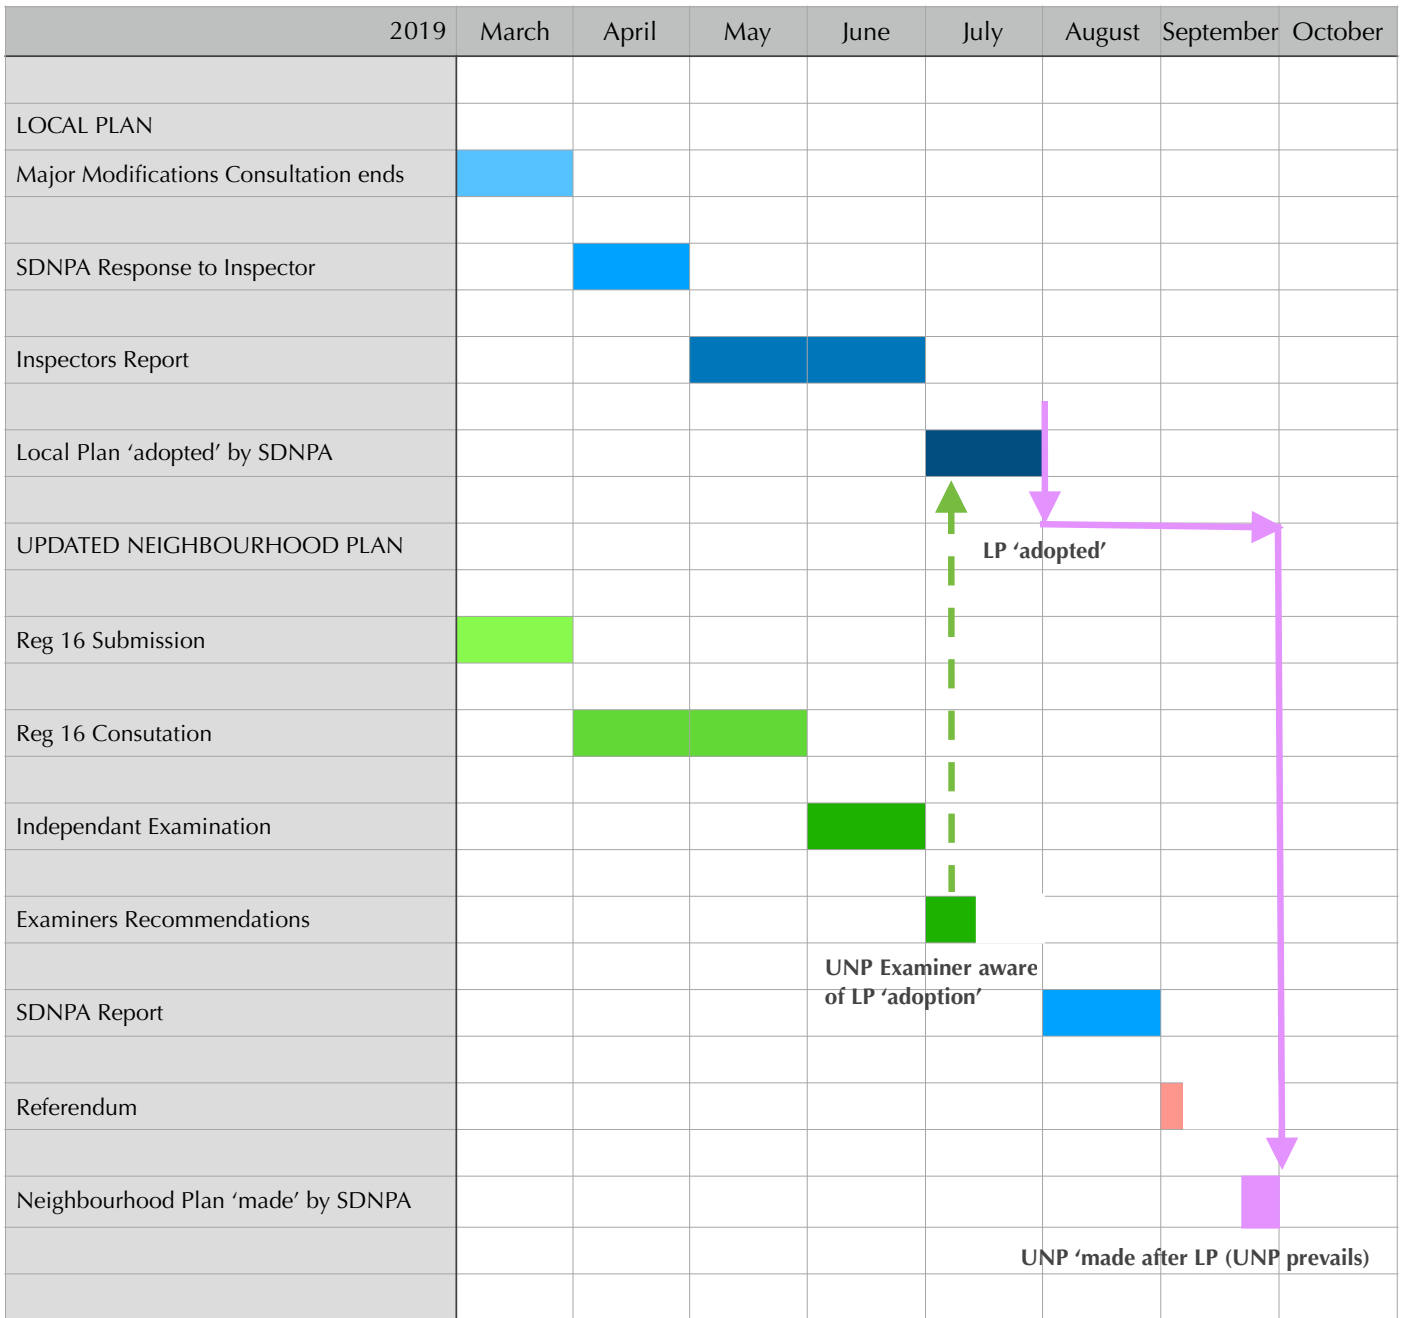 2019 March April May June July August September October
LOCAL PLAN
Major Modifications Consultation ends
SDNPA Response to Inspector
Inspectors Report
Local Plan ‘adopted’ by SDNPA
UPDATED NEIGHBOURHOOD PLAN
LP ‘adopted’
Reg 16 Submission
Reg 16 Consutation
Independant Examination
Examiners Recommendations
UNP Examiner aware
of LP ‘adoption’
SDNPA Report
Referendum
Neighbourhood Plan ‘made’ by SDNPA
UNP ‘made after LP (UNP prevails)